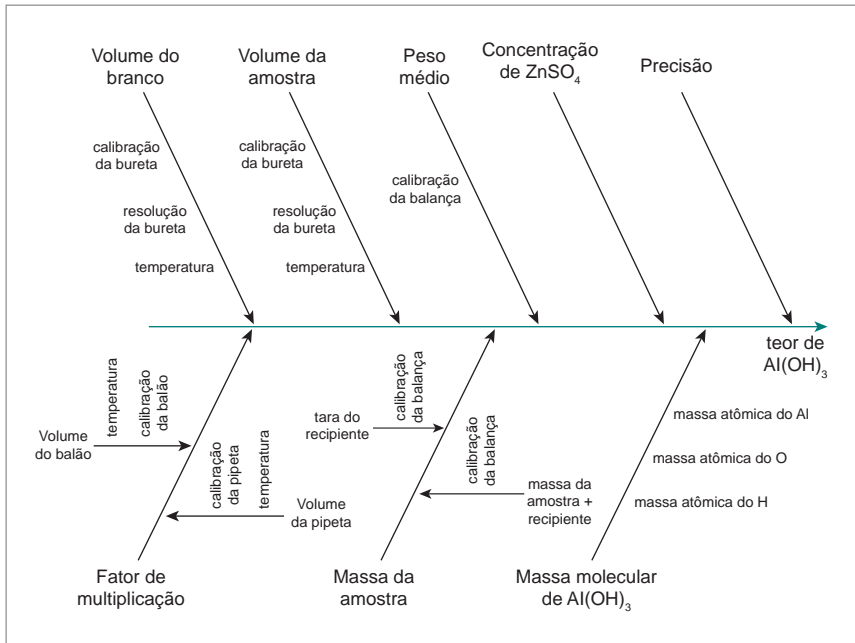 Volume do
branco
Volume da
amostra
Peso
médio
Concentração
de ZnSO₄
Precisão
calibração
da bureta
resolução
da bureta
temperatura
calibração
da bureta
resolução
da bureta
temperatura
calibração
da balança
teor de
Al(OH)₃
temperatura
calibração
da balão
Volume
do balão
calibração
da pipeta
temperatura
Volume
da pipeta
Fator de
multiplicação
tara do
recipiente
calibração
da balança
calibração
da balança
massa da
amostra +
recipiente
Massa da
amostra
massa atômica do Al
massa atômica do O
massa atômica do H
Massa molecular
de Al(OH)₃